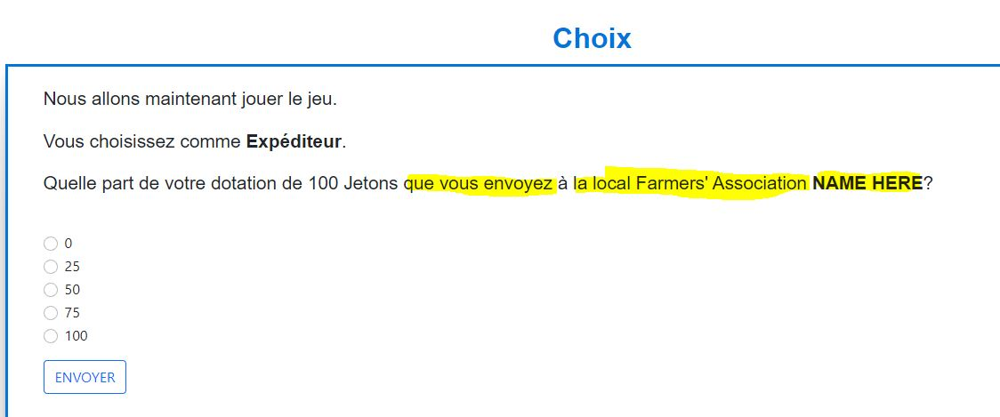 Choix
Nous allons maintenant jouer le jeu.
Vous choisissez comme Expéditeur.
Quelle part de votre dotation de 100 Jetons que vous envoyez à la local Farmers' Association NAME HERE?
0
25
50
75
100
ENVOYER